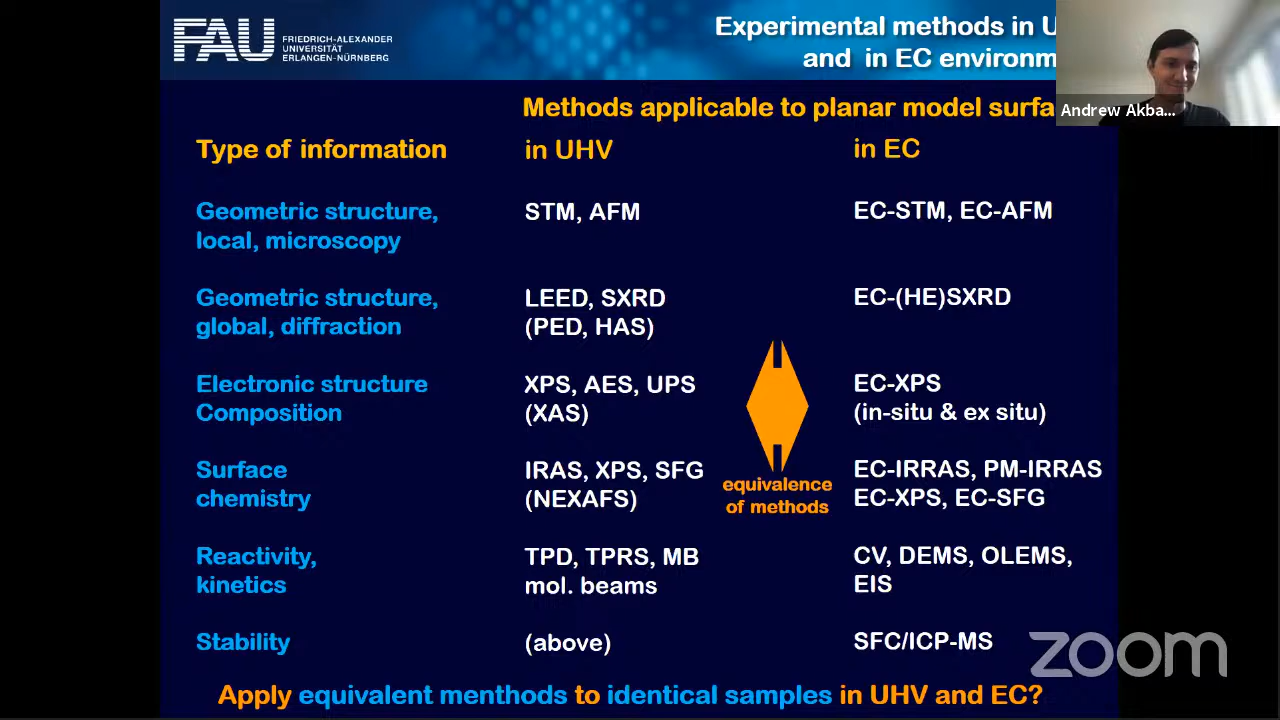 FAU
FRIEDRICH-ALEXANDER
UNIVERSITÄT
ERLANGEN-NÜRNBERG
Experimental methods in U
and in EC environm
Andrew Akba...
Methods applicable to planar model surfa
Type of information in UHV in EC
Geometric structure, STM, AFM EC-STM, EC-AFM
local, microscopy
Geometric structure, LEED, SXRD EC-(HE)SXRD
global, diffraction (PED, HAS)
Electronic structure XPS, AES, UPS EC-XPS
Composition (XAS) (in-situ & ex situ)
Surface IRAS, XPS, SFG EC-IRRAS, PM-IRRAS
chemistry (NEXAFS) EC-XPS, EC-SFG
equivalence
of methods
Reactivity, TPD, TPRS, MB CV, DEMS, OLEMS,
kinetics mol. beams EIS
Stability (above) SFC/ICP-MS
zoom
Apply equivalent menthods to identical samples in UHV and EC?